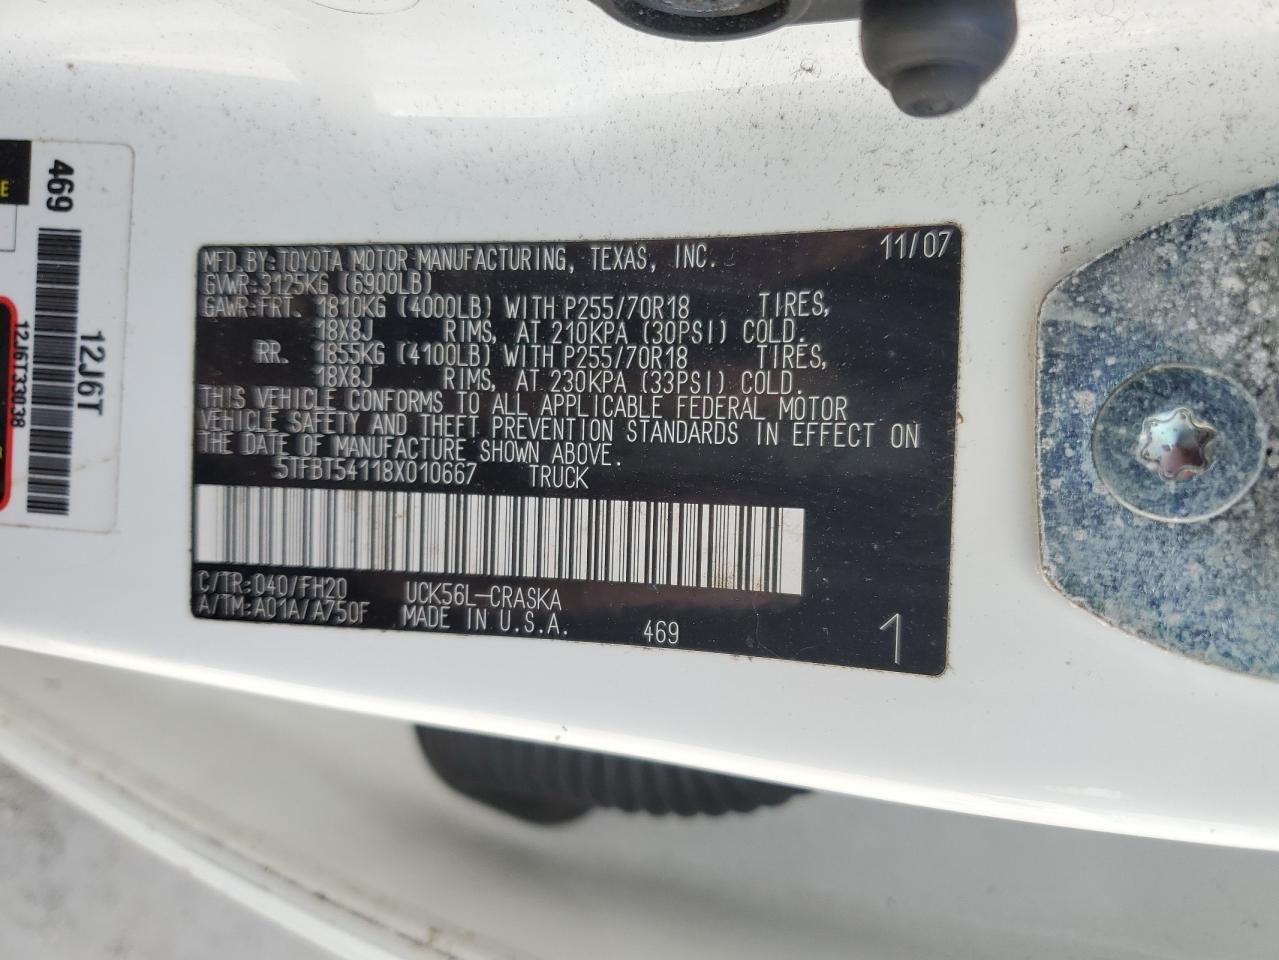 MFD. BY: TOYOTA MOTOR MANUFACTURING, TEXAS, INC. 11/07
GVWR: 3125KG (6900LB)
GAWR: FRT. 1810KG (4000LB) WITH P255/70R18 TIRES,
18X8J RIMS, AT 210KPA (30PSI) COLD.
RR. 1855KG (4100LB) WITH P255/70R18 TIRES,
18X8J RIMS, AT 230KPA (33PSI) COLD.
THIS VEHICLE CONFORMS TO ALL APPLICABLE FEDERAL MOTOR
VEHICLE SAFETY AND THEFT PREVENTION STANDARDS IN EFFECT ON
THE DATE OF MANUFACTURE SHOWN ABOVE.
5TFBT54118X010667 TRUCK
C/TR: 040/FH20 UCK56L-CRASKA
A/TM: A01A/A750F MADE IN U.S.A. 469 1
469
12J6T
12J6T33038
E